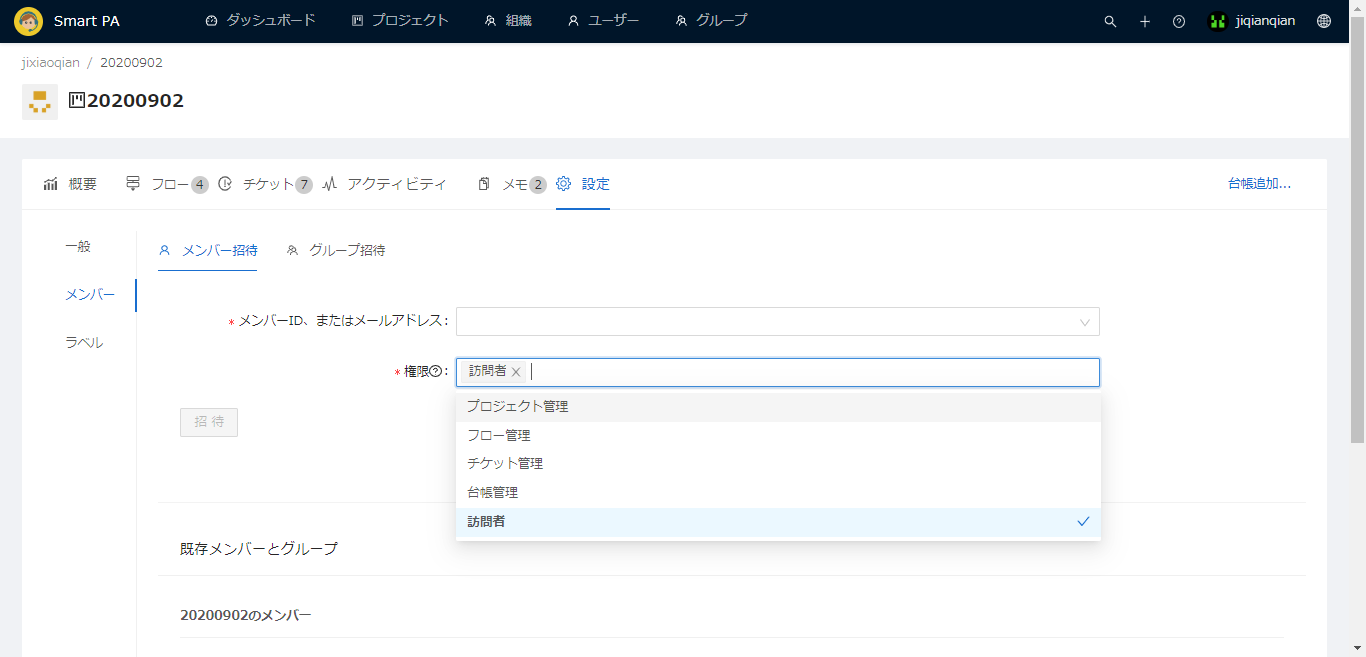 Smart PA ダッシュボード プロジェクト 組織 ユーザー グループ jiqianqian
jixiaoqian / 20200902
20200902
概要 フロー 4 チケット 7 アクティビティ メモ 2 設定 台帳追加...
一般
メンバー
ラベル
メンバー招待 グループ招待
* メンバーID、またはメールアドレス:
* 権限?: 訪問者
プロジェクト管理
フロー管理
チケット管理
台帳管理
訪問者
招 待
既存メンバーとグループ
20200902のメンバー